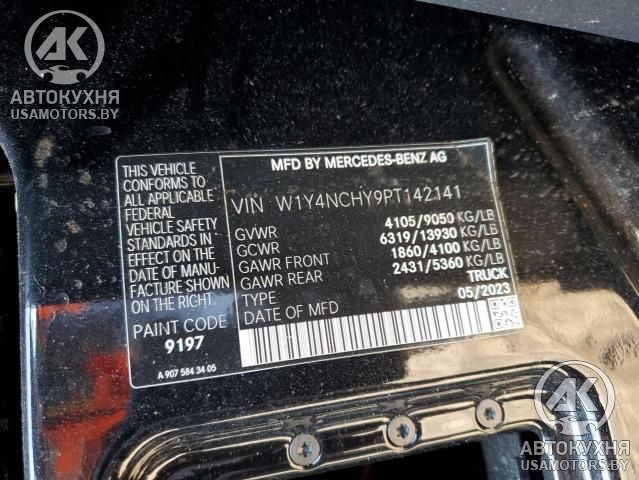 AK
АВТОКУХНЯ
USAMOTORS.BY
MFD BY MERCEDES-BENZ AG
THIS VEHICLE
CONFORMS TO
ALL APPLICABLE
FEDERAL
VEHICLE SAFETY
STANDARDS IN
EFFECT ON THE
DATE OF MANU-
FACTURE SHOWN
ON THE RIGHT.
PAINT CODE
9197
A 907 584 34 05
VIN W1Y4NCHY9PT142141
GVWR 4105/9050 KG/LB
GCWR 6319/13930 KG/LB
GAWR FRONT 1860/4100 KG/LB
GAWR REAR 2431/5360 KG/LB
TYPE TRUCK
DATE OF MFD 05/2023
AK
АВТОКУХНЯ
USAMOTORS.BY